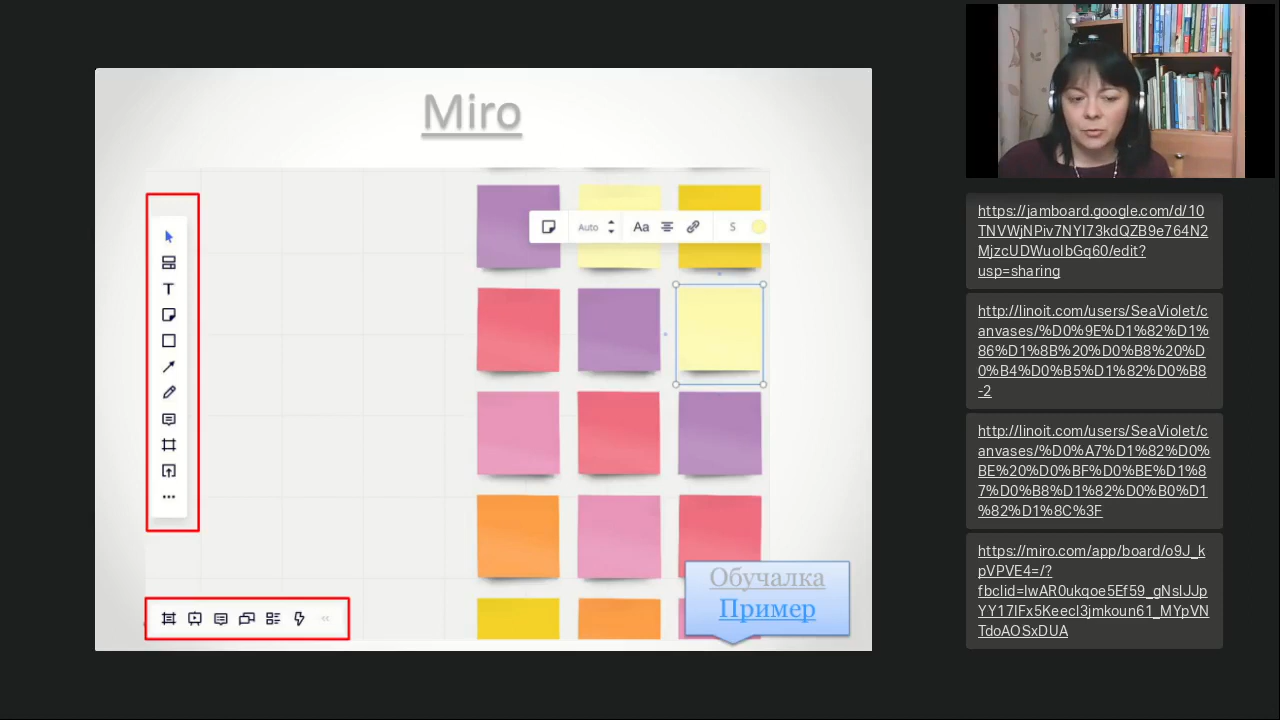 Miro
Auto
Aa
S
T
Обучалка
Пример
https://jamboard.google.com/d/10
TNVWjNPiv7NYI73kdQZB9e764N2
MjzcUDWuoIbGq60/edit?
usp=sharing
http://linoit.com/users/SeaViolet/c
anvases/%D0%9E%D1%82%D1%
86%D1%8B%20%D0%B8%20%D
0%B4%D0%B5%D1%82%D0%B8
-2
http://linoit.com/users/SeaViolet/c
anvases/%D0%A7%D1%82%D0%
BE%20%D0%BF%D0%BE%D1%8
7%D0%B8%D1%82%D0%B0%D1
%82%D1%8C%3F
https://miro.com/app/board/o9J_k
pVPVE4=/?
fbclid=IwAR0ukqoe5Ef59_gNslJJp
YY17IFx5KeecI3jmkoun61_MYpVN
TdoAOSxDUA